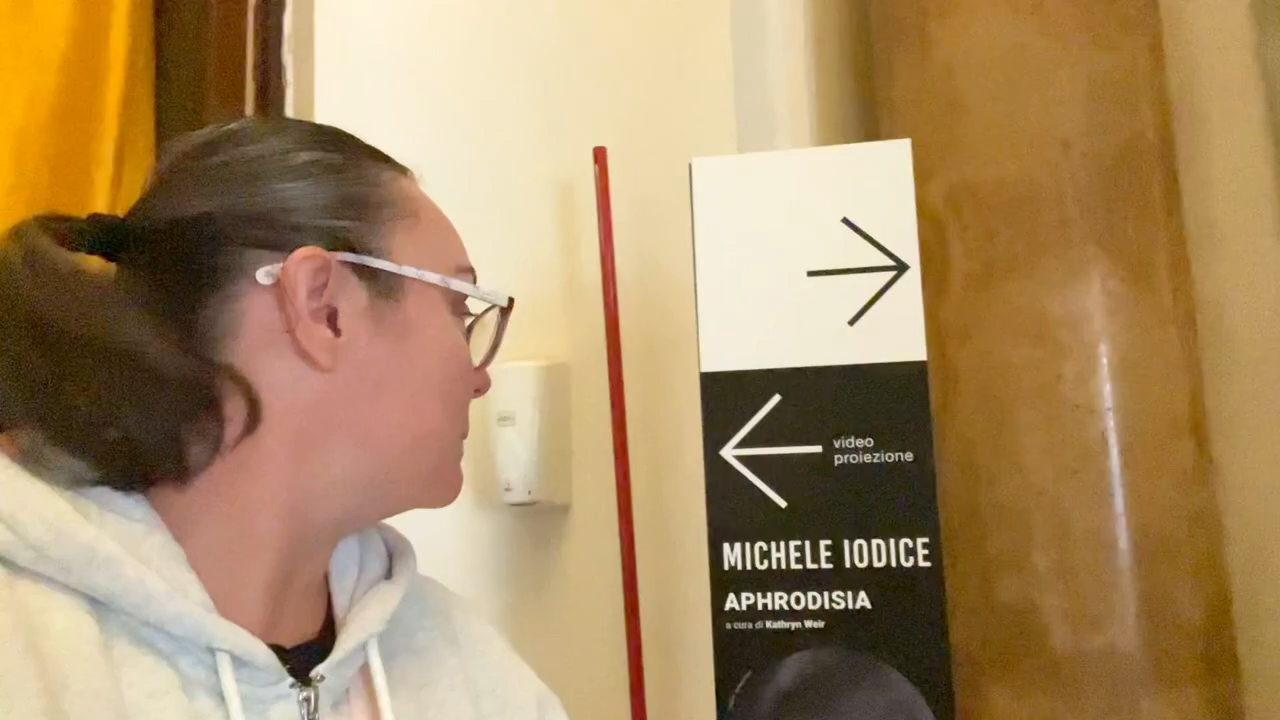 video
proiezione
MICHELE IODICE
APHRODISIA
a cura di Kathryn Weir